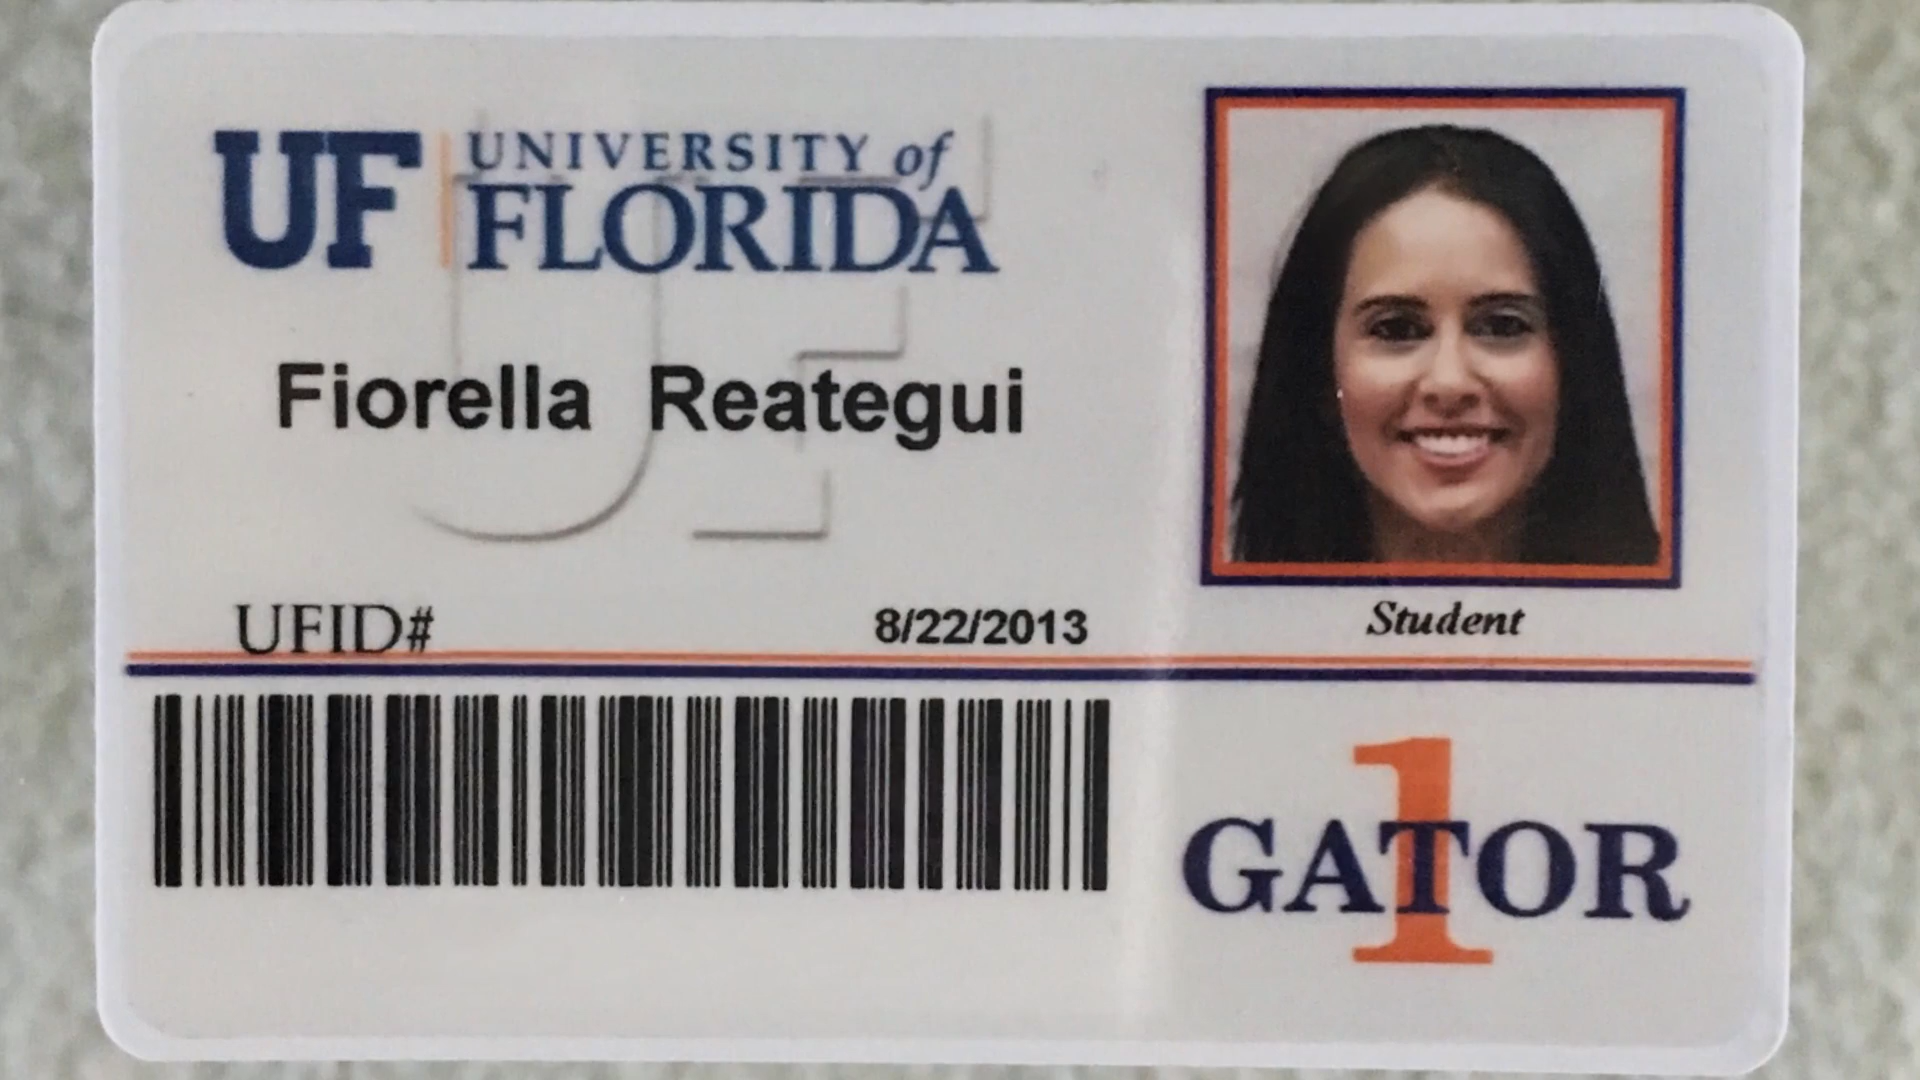 UF UNIVERSITY of
FLORIDA
Fiorella Reategui
UFID# 8/22/2013
Student
1
GATOR